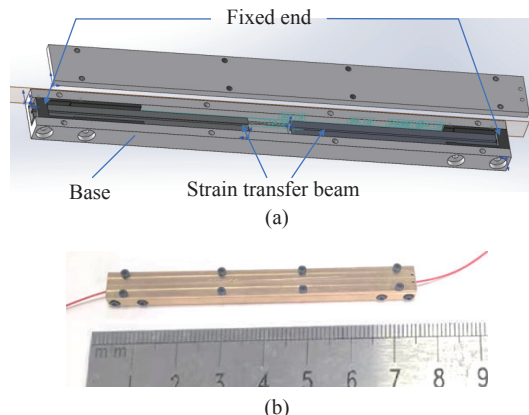 Fixed end
Base
Strain transfer beam
(a)
mm
1 2 3 4 5 6 7 8 9
(b)